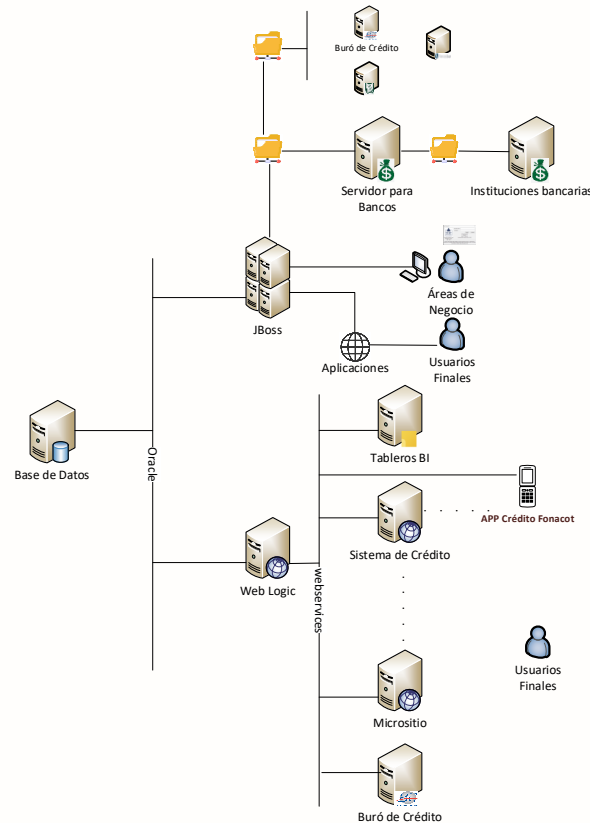 Buró de Crédito
Servidor para
Bancos
Instituciones bancarias
JBoss
Áreas de
Negocio
Aplicaciones
Usuarios
Finales
Base de Datos
Oracle
Tableros BI
APP Crédito Fonacot
Sistema de Crédito
Web Logic
webservices
Usuarios
Finales
Micrositio
Buró de Crédito